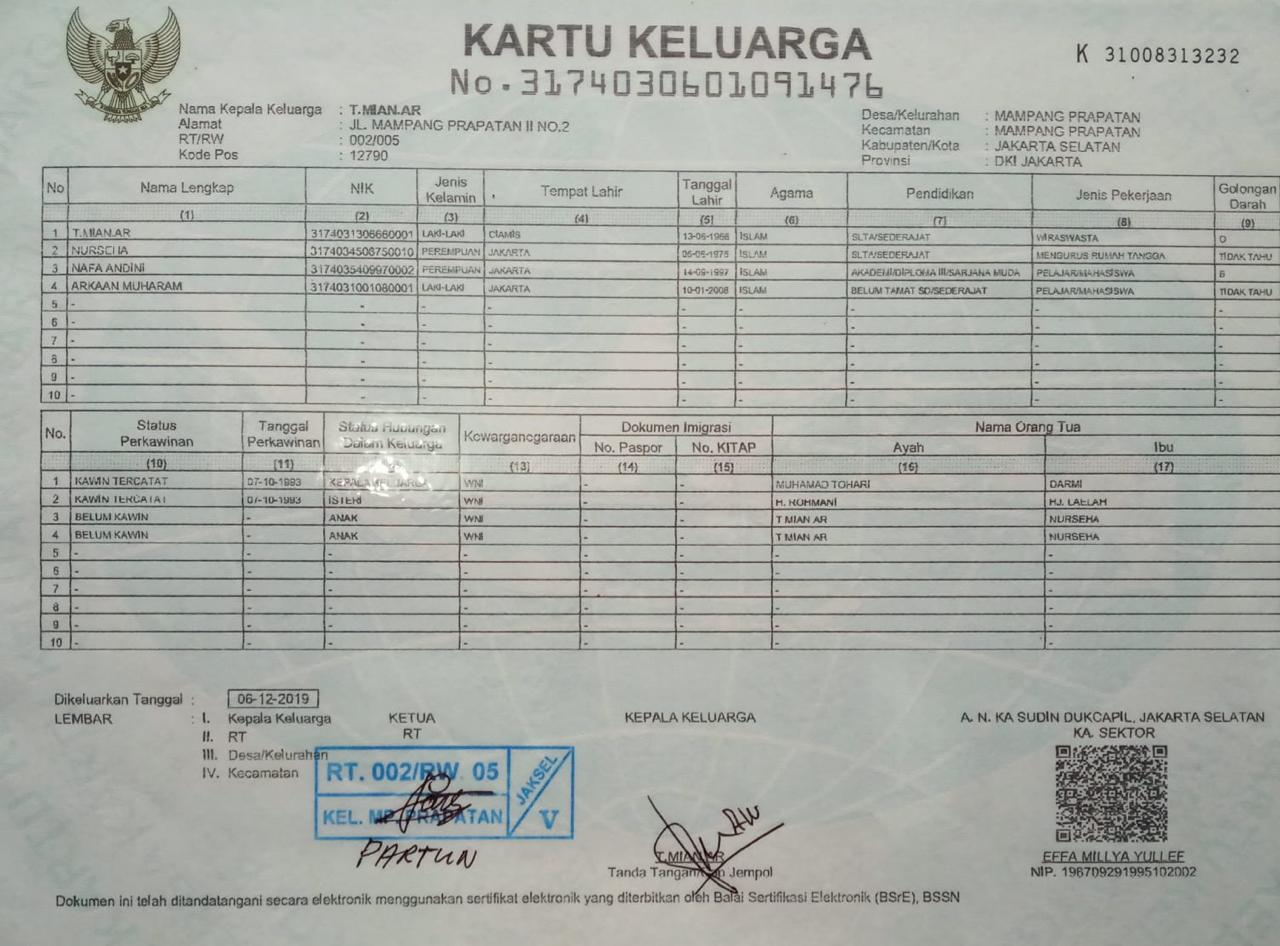 KARTU KELUARGA
No.3174030601091476
K 31008313232
Nama Kepala Keluarga : T.MIAN.AR
Alamat : JL. MAMPANG PRAPATAN II NO.2
RT/RW : 002/005
Kode Pos : 12790
Desa/Kelurahan : MAMPANG PRAPATAN
Kecamatan : MAMPANG PRAPATAN
Kabupaten/Kota : JAKARTA SELATAN
Provinsi : DKI JAKARTA
No Nama Lengkap NIK Jenis Kelamin Tempat Lahir Tanggal Lahir Agama Pendidikan Jenis Pekerjaan Golongan Darah
(1) (2) (3) (4) (5) (6) (7) (8) (9)
1 T.MIAN.AR 3174031306660001 LAKI-LAKI CIAMIS 13-06-1966 ISLAM SLTA/SEDERAJAT WIRASWASTA O
2 NURSEHA 3174034506750010 PEREMPUAN JAKARTA 1975 ISLAM SLTA/SEDERAJAT MENGURUS RUMAH TANGGA TIDAK TAHU
3 NAFA ANDINI 3174035409970002 PEREMPUAN JAKARTA 14-09-1997 ISLAM AKADEMI/DIPLOMA III/SARJANA MUDA PELAJAR/MAHASISWA
4 ARKAAN MUHARAM 3174031001080001 LAKI-LAKI JAKARTA 10-01-2008 ISLAM BELUM TAMAT SD/SEDERAJAT PELAJAR/MAHASISWA TIDAK TAHU
5 - - - - - - - - -
6 - - - - - - - - -
7 - - - - - - - - -
8 - - - - - - - - -
9 - - - - - - - - -
10 - - - - - - - - -
No. Status Perkawinan Tanggal Perkawinan Status Hubungan Dalam Keluarga Kewarganegaraan Dokumen Imigrasi Nama Orang Tua
No. Paspor No. KITAP Ayah Ibu
(10) (11) (13) (14) (15) (16) (17)
1 KAWIN TERCATAT 07-10-1993 KEPALA KELUARGA WNI - - MUHAMAD TOHARI DARMI
2 KAWIN TERCATAT 07-10-1993 ISTERI WNI - - H. ROHMANI HJ. LAELAH
3 BELUM KAWIN - ANAK WNI - - T MIAN AR NURSEHA
4 BELUM KAWIN - ANAK WNI - - T MIAN AR NURSEHA
5 - - - - - - - -
6 - - - - - - - -
7 - - - - - - - -
8 - - - - - - - -
9 - - - - - - - -
10 - - - - - - - -
Dikeluarkan Tanggal : 06-12-2019
LEMBAR : I. Kepala Keluarga
II. RT
III. Desa/Kelurahan
IV. Kecamatan
KETUA
RT
RT. 002/RW. 05
KEL. MP. PRAPATAN
JAKSEL
V
PARTUN
KEPALA KELUARGA
T.MIAN.AR
Tanda Tangan/Cap Jempol
A. N. KA SUDIN DUKCAPIL, JAKARTA SELATAN
KA. SEKTOR
EFFA MILLYA YULLEF
NIP. 196709291995102002
Dokumen ini telah ditandatangani secara elektronik menggunakan sertifikat elektronik yang diterbitkan oleh Balai Sertifikasi Elektronik (BSrE), BSSN